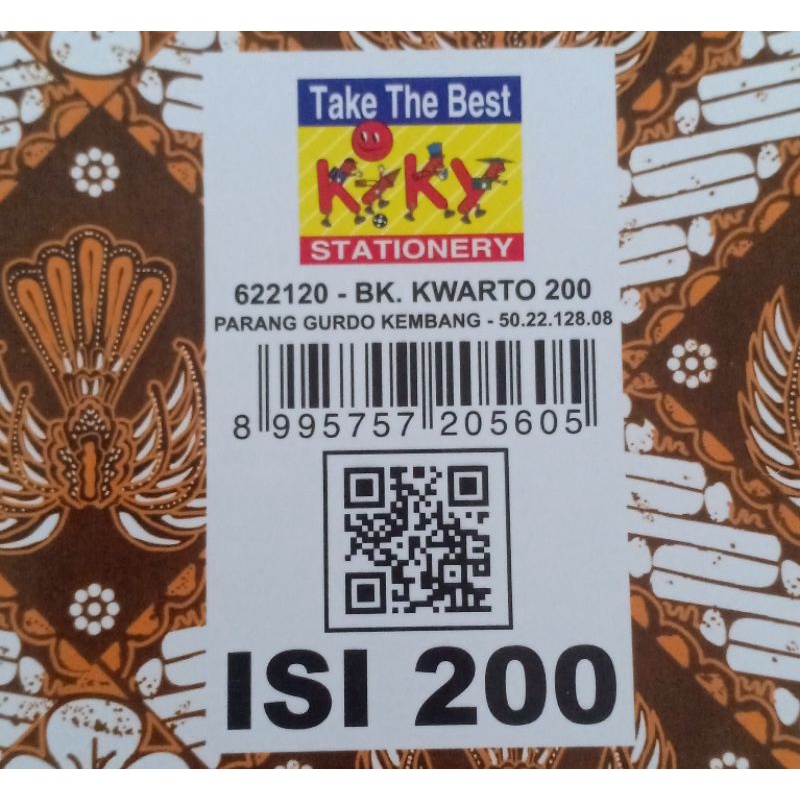 Take The Best
KiKY
STATIONERY
622120 - BK. KWARTO 200
PARANG GURDO KEMBANG - 50.22.128.08
8 995757 205605
ISI 200